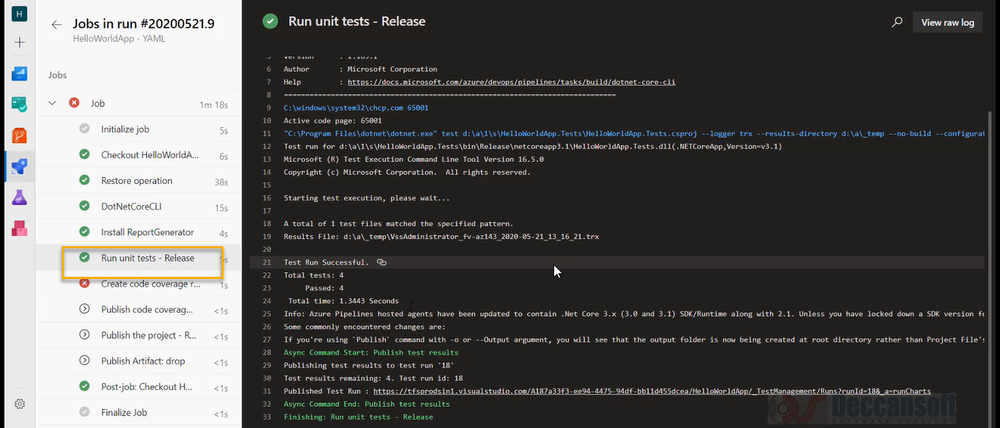 H
Jobs in run #20200521.9
HelloWorldApp - YAML
Jobs
Job 1m 18s
Initialize job 5s
Checkout HelloWorldA... 6s
Restore operation 38s
DotNetCoreCLI 15s
Install ReportGenerator 4s
Run unit tests - Release 5s
Create code coverage r... 1s
Publish code coverag... <1s
Publish the project - R... <1s
Publish Artifact: drop <1s
Post-job: Checkout H... <1s
Finalize Job <1s
Run unit tests - Release
View raw log
5 Version : 2.169.1
6 Author : Microsoft Corporation
7 Help : https://docs.microsoft.com/azure/devops/pipelines/tasks/build/dotnet-core-cli
8 ==============================================================================
9 C:\windows\system32\chcp.com 65001
10 Active code page: 65001
11 "C:\Program Files\dotnet\dotnet.exe" test d:\a\1\s\HelloWorldApp.Tests\HelloWorldApp.Tests.csproj --logger trx --results-directory d:\a\_temp --no-build --configurat
12 Test run for d:\a\1\s\HelloWorldApp.Tests\bin\Release\netcoreapp3.1\HelloWorldApp.Tests.dll(.NETCoreApp,Version=v3.1)
13 Microsoft (R) Test Execution Command Line Tool Version 16.5.0
14 Copyright (c) Microsoft Corporation. All rights reserved.
15
16 Starting test execution, please wait...
17
18 A total of 1 test files matched the specified pattern.
19 Results File: d:\a\_temp\VssAdministrator_fv-az143_2020-05-21_13_16_21.trx
20
21 Test Run Successful.
22 Total tests: 4
23 Passed: 4
24 Total time: 1.3443 Seconds
25 Info: Azure Pipelines hosted agents have been updated to contain .Net Core 3.x (3.0 and 3.1) SDK/Runtime along with 2.1. Unless you have locked down a SDK version fo
26 Some commonly encountered changes are:
27 If you're using `Publish` command with -o or --Output argument, you will see that the output folder is now being created at root directory rather than Project File's
28 Async Command Start: Publish test results
29 Publishing test results to test run '18'
30 Test results remaining: 4. Test run id: 18
31 Published Test Run : https://tfsprodsin1.visualstudio.com/A187a33f3-ee94-4475-94df-bb11d455dcea/HelloWorldApp/_TestManagement/Runs?runId=18&_a=runCharts
32 Async Command End: Publish test results
33 Finishing: Run unit tests - Release
Deccansoft
SOFTWARE SERVICES